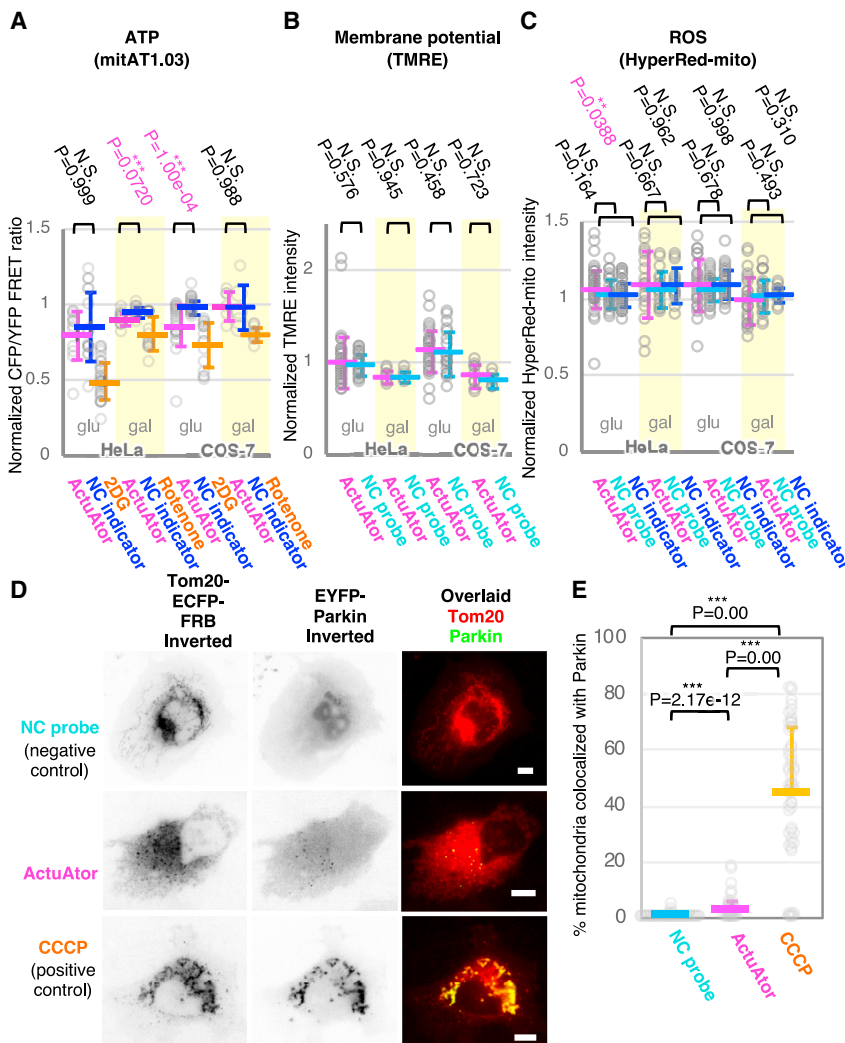 A
ATP
(mitAT1.03)
N.S.
P=0.999
***
P=0.0720
***
P=1.00e-04
N.S.
P=0.988
Normalized CFP/YFP FRET ratio
1.5
1
0.5
0
glu
gal
glu
gal
HeLa
COS-7
ActuAtor
NC indicator
2DG
ActuAtor
NC indicator
Rotenone
ActuAtor
NC indicator
2DG
ActuAtor
NC indicator
Rotenone
B
Membrane potential
(TMRE)
N.S.
P=0.576
N.S.
P=0.945
N.S.
P=0.458
N.S.
P=0.723
Normalized TMRE intensity
2
1
0
glu
gal
glu
gal
HeLa
COS-7
ActuAtor
NC probe
ActuAtor
NC probe
ActuAtor
NC probe
ActuAtor
NC probe
C
ROS
(HyperRed-mito)
**
P=0.0388
N.S.
P=0.962
N.S.
P=0.998
N.S.
P=0.310
N.S.
P=0.164
N.S.
P=0.667
N.S.
P=0.678
N.S.
P=0.493
Normalized HyperRed-mito intensity
1.5
1
0.5
0
glu
gal
glu
gal
HeLa
COS-7
ActuAtor
NC probe
NC indicator
ActuAtor
NC probe
NC indicator
ActuAtor
NC probe
NC indicator
ActuAtor
NC probe
NC indicator
D
Tom20-
ECFP-
FRB
Inverted
EYFP-
Parkin
Inverted
Overlaid
Tom20
Parkin
NC probe
(negative
control)
ActuAtor
CCCP
(positive
control)
E
***
P=0.00
***
P=0.00
***
P=2.17e-12
% mitochondria colocalized with Parkin
100
80
60
40
20
0
NC probe
ActuAtor
CCCP